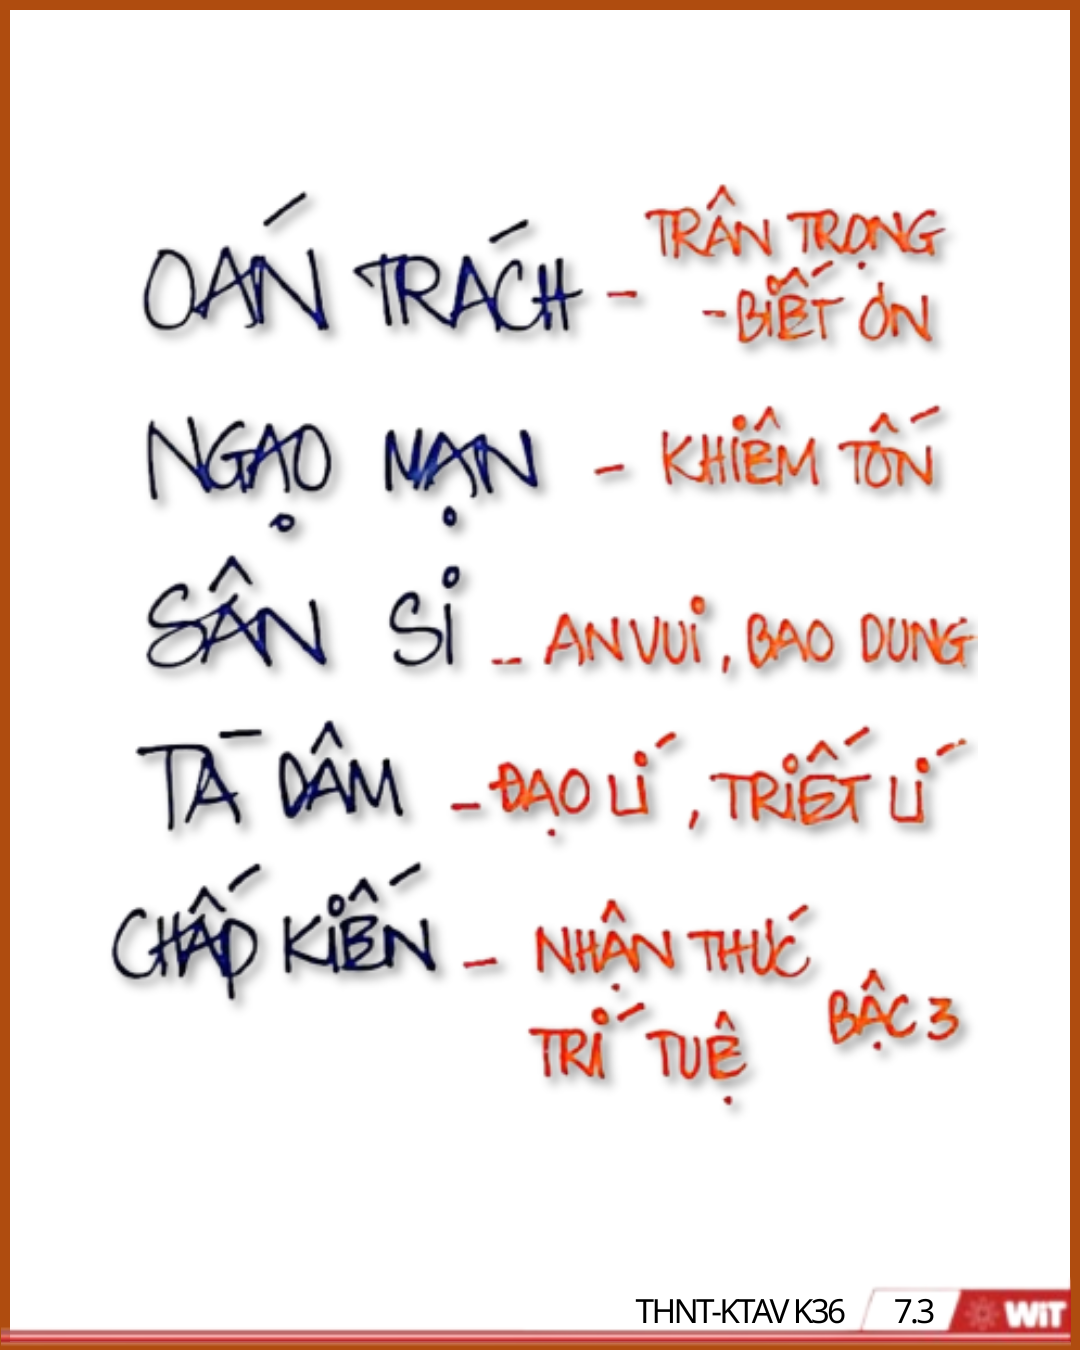 OÁN TRÁCH - TRÂN TRỌNG
- BIẾT ƠN
NGẠO NẠN - KHIÊM TỐN
SÂN SI - AN VUI, BAO DUNG
TÀ DÂM - ĐẠO LÍ, TRIẾT LÍ
CHẤP KIẾN - NHẬN THỨC
TRÍ TUỆ BẬC 3
THNT-KTAV K36 7.3 WiT